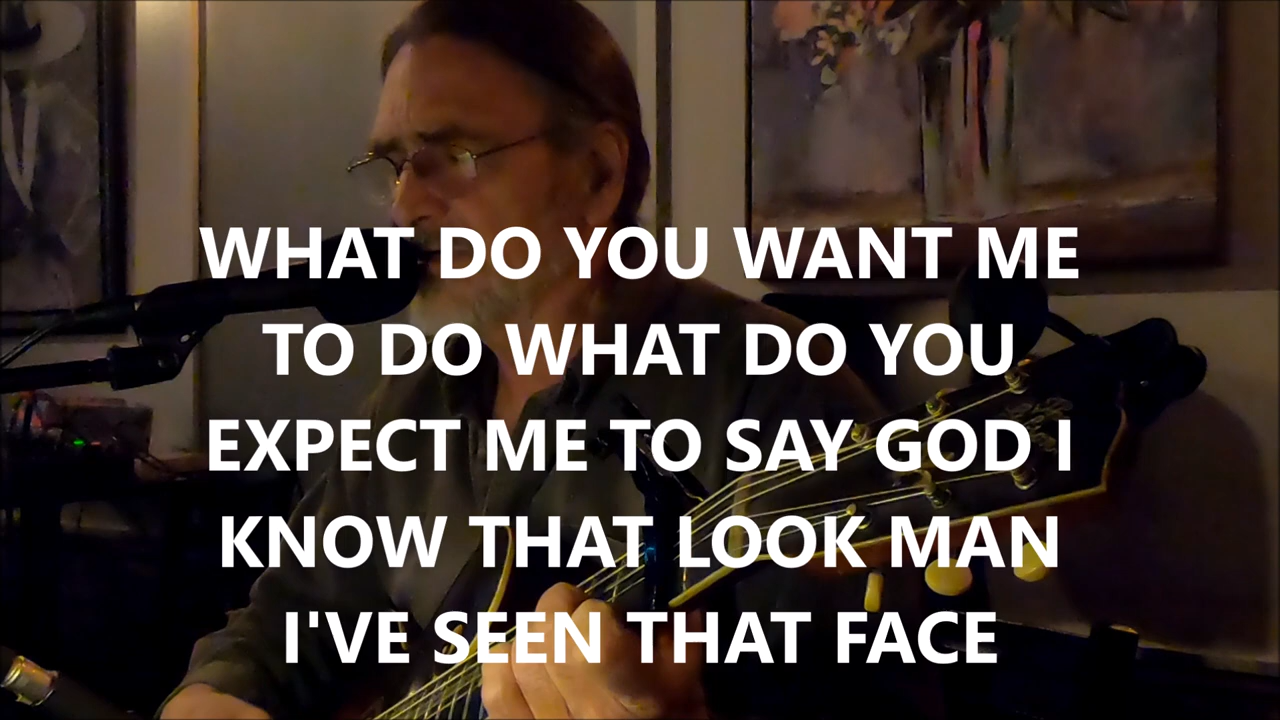 WHAT DO YOU WANT ME
TO DO WHAT DO YOU
EXPECT ME TO SAY GOD I
KNOW THAT LOOK MAN
I'VE SEEN THAT FACE